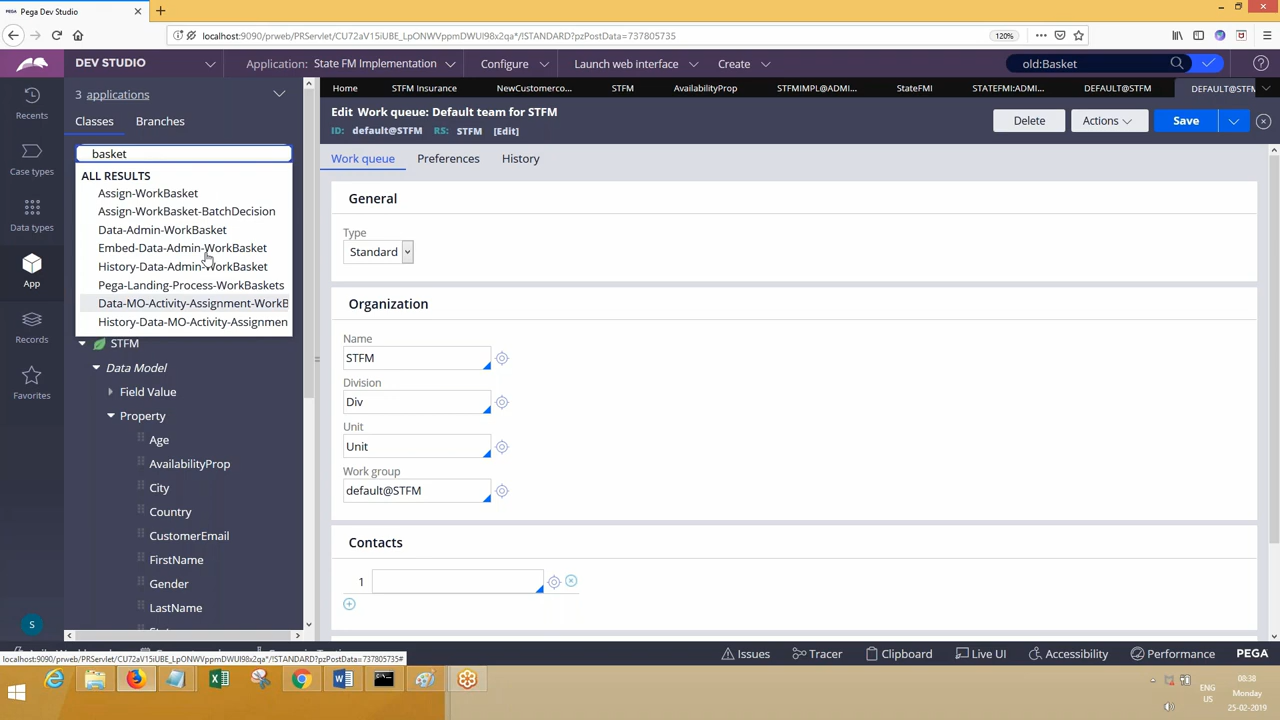 Pega Dev Studio
localhost:9090/prweb/PRServlet/CU72aV15iUBE_LpONWVppmDWUI98x2qa*/!STANDARD?pzPostData=737805735
120%
DEV STUDIO
Application: State FM Implementation
Configure
Launch web interface
Create
old:Basket
3 applications
Home
STFM Insurance
NewCustomerco...
STFM
AvailabilityProp
STFMIMPL@ADMI...
StateFMI
STATEFMI:ADMI...
DEFAULT@STFM
DEFAULT@STFM
Recents
Case types
Data types
App
Records
Favorites
S
Classes
Branches
basket
ALL RESULTS
Assign-WorkBasket
Assign-WorkBasket-BatchDecision
Data-Admin-WorkBasket
Embed-Data-Admin-WorkBasket
History-Data-Admin-WorkBasket
Pega-Landing-Process-WorkBaskets
Data-MO-Activity-Assignment-WorkB
History-Data-MO-Activity-Assignmen
STFM
Data Model
Field Value
Property
Age
AvailabilityProp
City
Country
CustomerEmail
FirstName
Gender
LastName
Edit Work queue: Default team for STFM
ID: default@STFM RS: STFM [Edit]
Delete
Actions
Save
Work queue
Preferences
History
General
Type
Standard
Organization
Name
STFM
Division
Div
Unit
Unit
Work group
default@STFM
Contacts
1
localhost:9090/prweb/PRServlet/CU72aV15iUBE_LpONWVppmDWUI98x2qa*/!STANDARD?pzPostData=737805735#
Issues
Tracer
Clipboard
Live UI
Accessibility
Performance
PEGA
ENG
US
08:38
Monday
25-02-2019